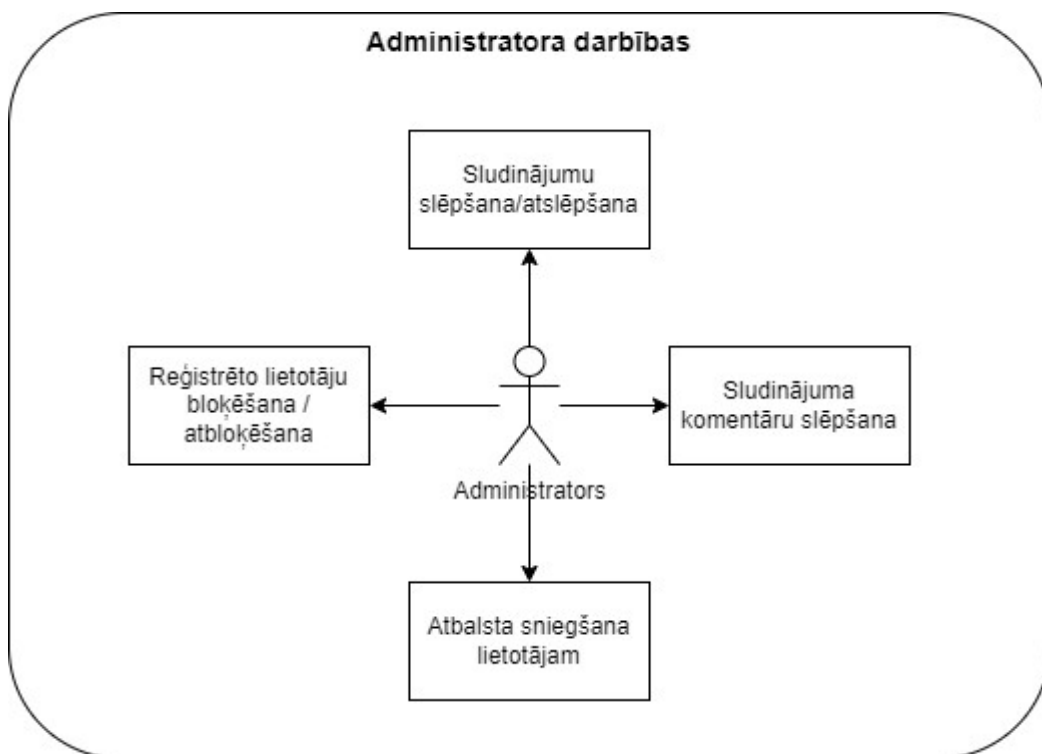 Administratora darbības
Sludinājumu
slēpšana/atslēpšana
Reģistrēto lietotāju
bloķēšana /
atbloķēšana
Sludinājuma
komentāru slēpšana
Administrators
Atbalsta sniegšana
lietotājam